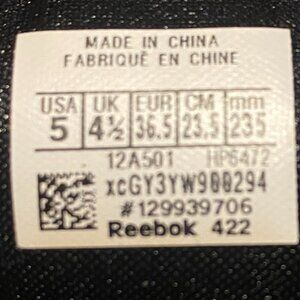 MADE IN CHINA
FABRIQUÉ EN CHINE
USA UK EUR CM mm
5 4½ 36.5 23.5 235
12A501 HP6472
xcGY3YW900294
#129939706
Reebok 422